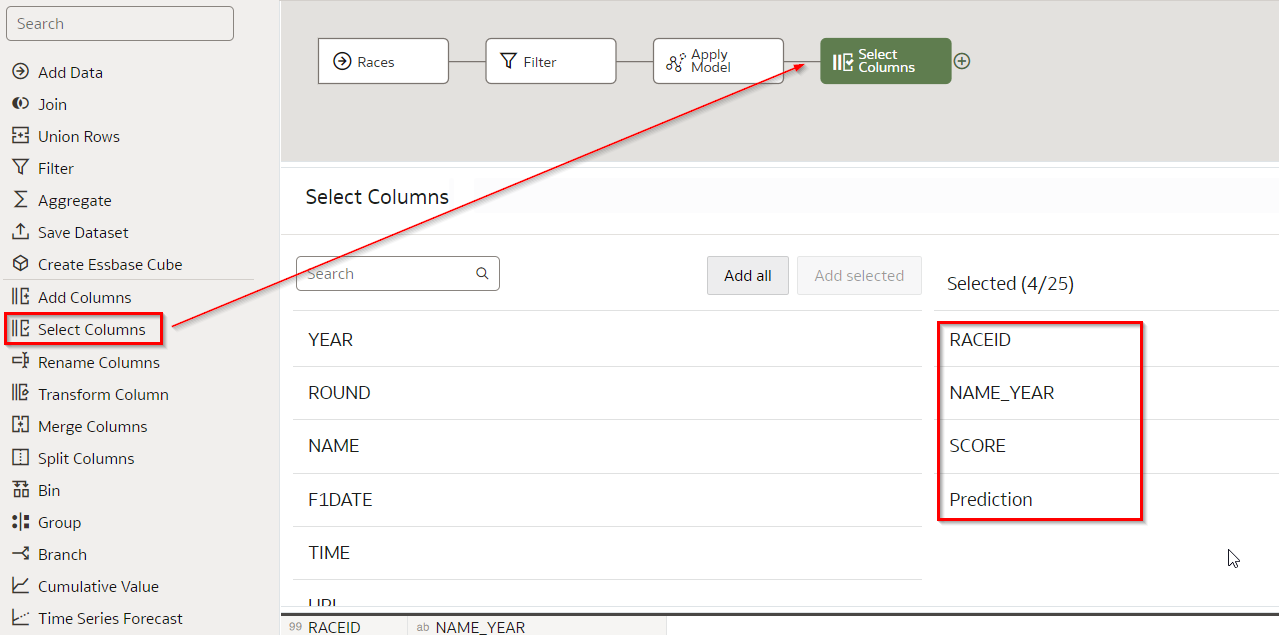 Search
Add Data
Join
Union Rows
Filter
Aggregate
Save Dataset
Create Essbase Cube
Add Columns
Select Columns
Rename Columns
Transform Column
Merge Columns
Split Columns
Bin
Group
Branch
Cumulative Value
Time Series Forecast
Races
Filter
Apply
Model
Select
Columns
Select Columns
Search
Add all
Add selected
Selected (4/25)
YEAR
ROUND
NAME
F1DATE
TIME
URL
RACEID
NAME_YEAR
SCORE
Prediction
99 RACEID
ab NAME_YEAR